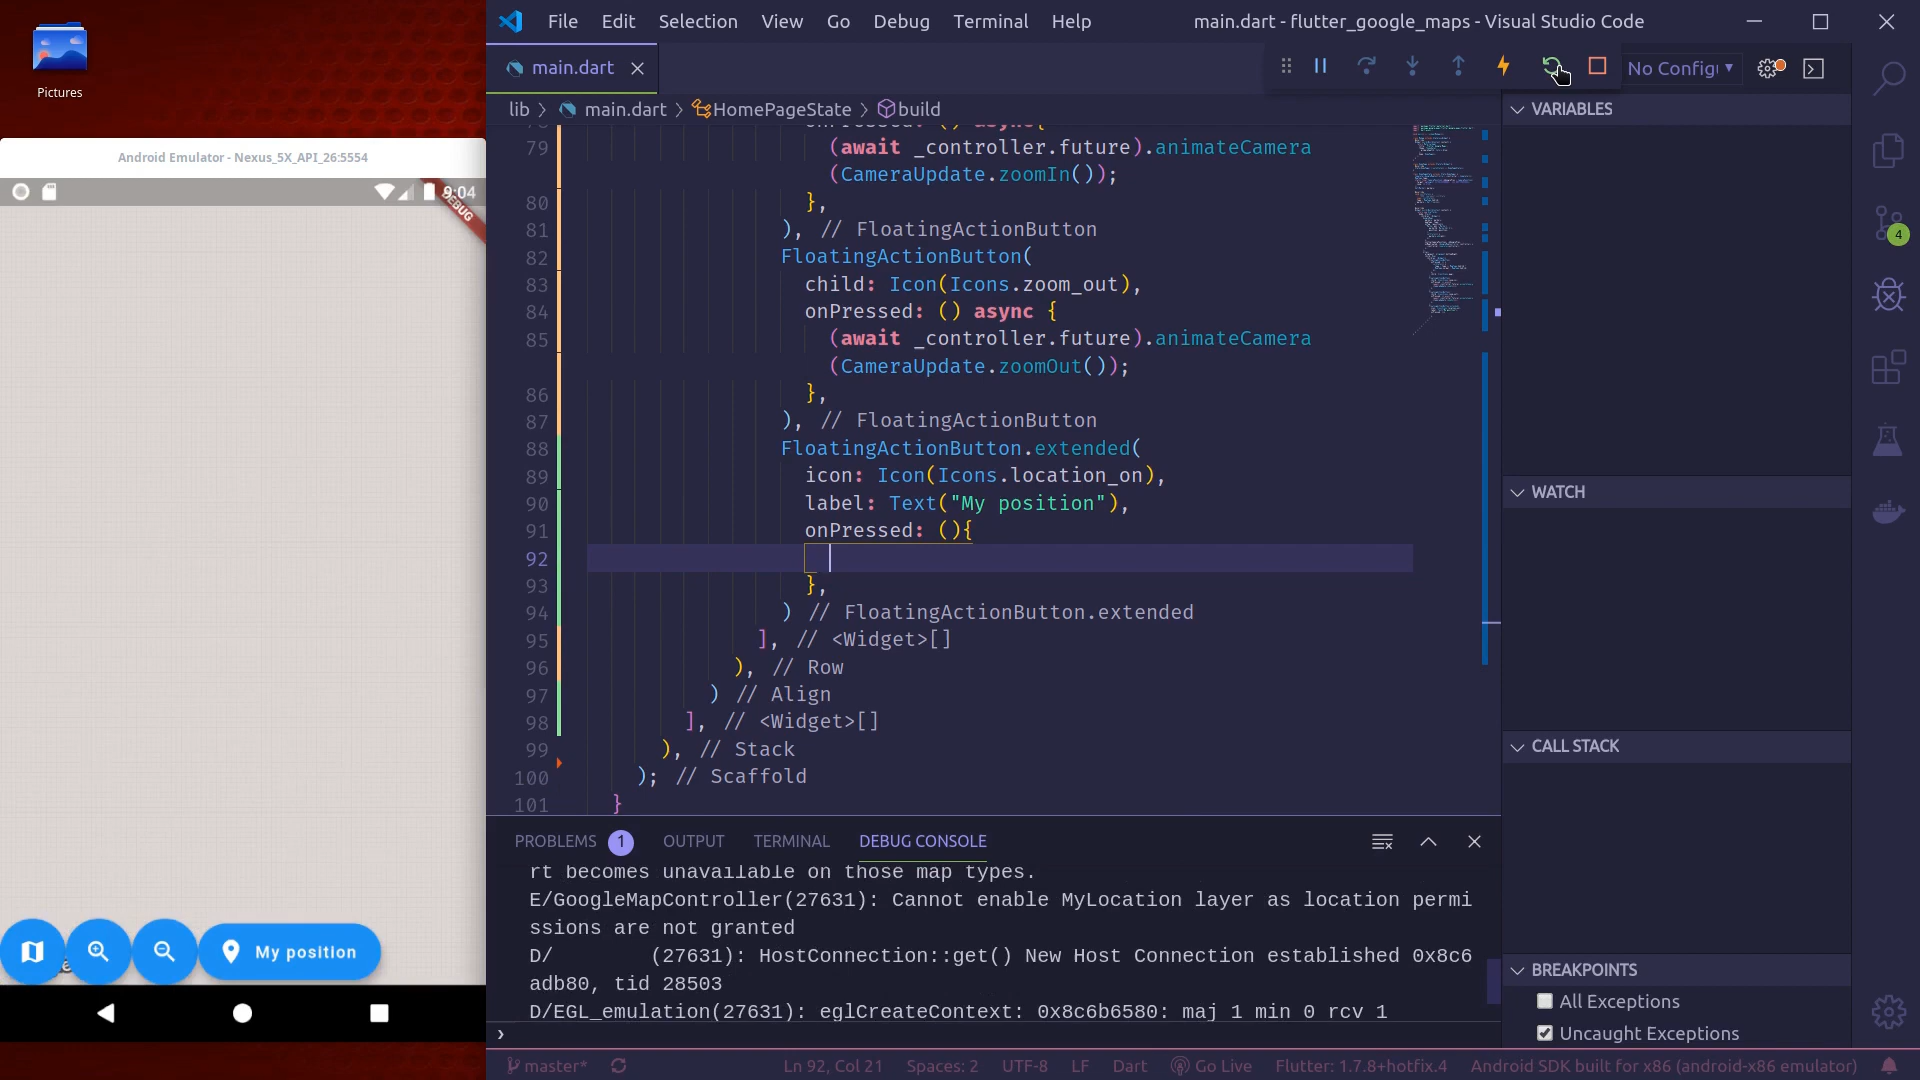 Pictures
Android Emulator - Nexus_5X_API_26:5554
9:04
DEBUG
My position
File Edit Selection View Go Debug Terminal Help
main.dart - flutter_google_maps - Visual Studio Code
main.dart
No Config
lib > main.dart > HomePageState > build
onPressed: () async{
79 (await _controller.future).animateCamera
(CameraUpdate.zoomIn());
80 },
81 ), // FloatingActionButton
82 FloatingActionButton(
83 child: Icon(Icons.zoom_out),
84 onPressed: () async {
85 (await _controller.future).animateCamera
(CameraUpdate.zoomOut());
86 },
87 ), // FloatingActionButton
88 FloatingActionButton.extended(
89 icon: Icon(Icons.location_on),
90 label: Text("My position"),
91 onPressed: (){
92
93 },
94 ) // FloatingActionButton.extended
95 ], // <Widget>[]
96 ), // Row
97 ) // Align
98 ], // <Widget>[]
99 ), // Stack
100 ); // Scaffold
101 }
PROBLEMS 1 OUTPUT TERMINAL DEBUG CONSOLE
rt becomes unavailable on those map types.
E/GoogleMapController(27631): Cannot enable MyLocation layer as location permi
ssions are not granted
D/ (27631): HostConnection::get() New Host Connection established 0x8c6
adb80, tid 28503
D/EGL_emulation(27631): eglCreateContext: 0x8c6b6580: maj 1 min 0 rcv 1
VARIABLES
WATCH
CALL STACK
BREAKPOINTS
All Exceptions
Uncaught Exceptions
4
master* Ln 92, Col 21 Spaces: 2 UTF-8 LF Dart Go Live Flutter: 1.7.8+hotfix.4 Android SDK built for x86 (android-x86 emulator)